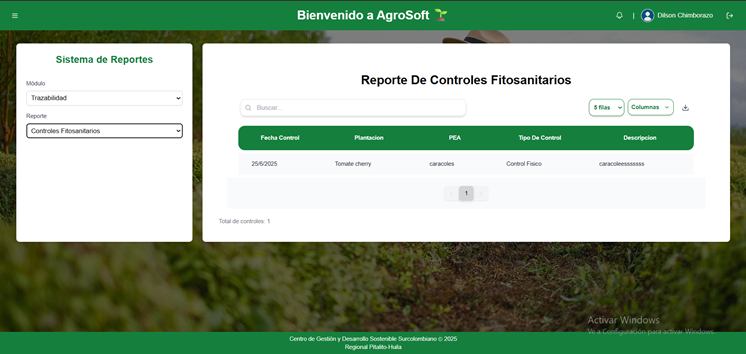 Bienvenido a AgroSoft
| Dilson Chimborazo
Sistema de Reportes
Módulo
Trazabilidad
Reporte
Controles Fitosanitarios
Reporte De Controles Fitosanitarios
Buscar...
5 filas
Columnas
Fecha Control Plantacion PEA Tipo De Control Descripcion
25/6/2025 Tomate cherry caracoles Control Fisico caracoleesssssss
1
Total de controles: 1
Activar Windows
Ve a Configuración para activar Windows.
Centro de Gestión y Desarrollo Sostenible Surcolombiano © 2025
Regional Pitalito-Huila